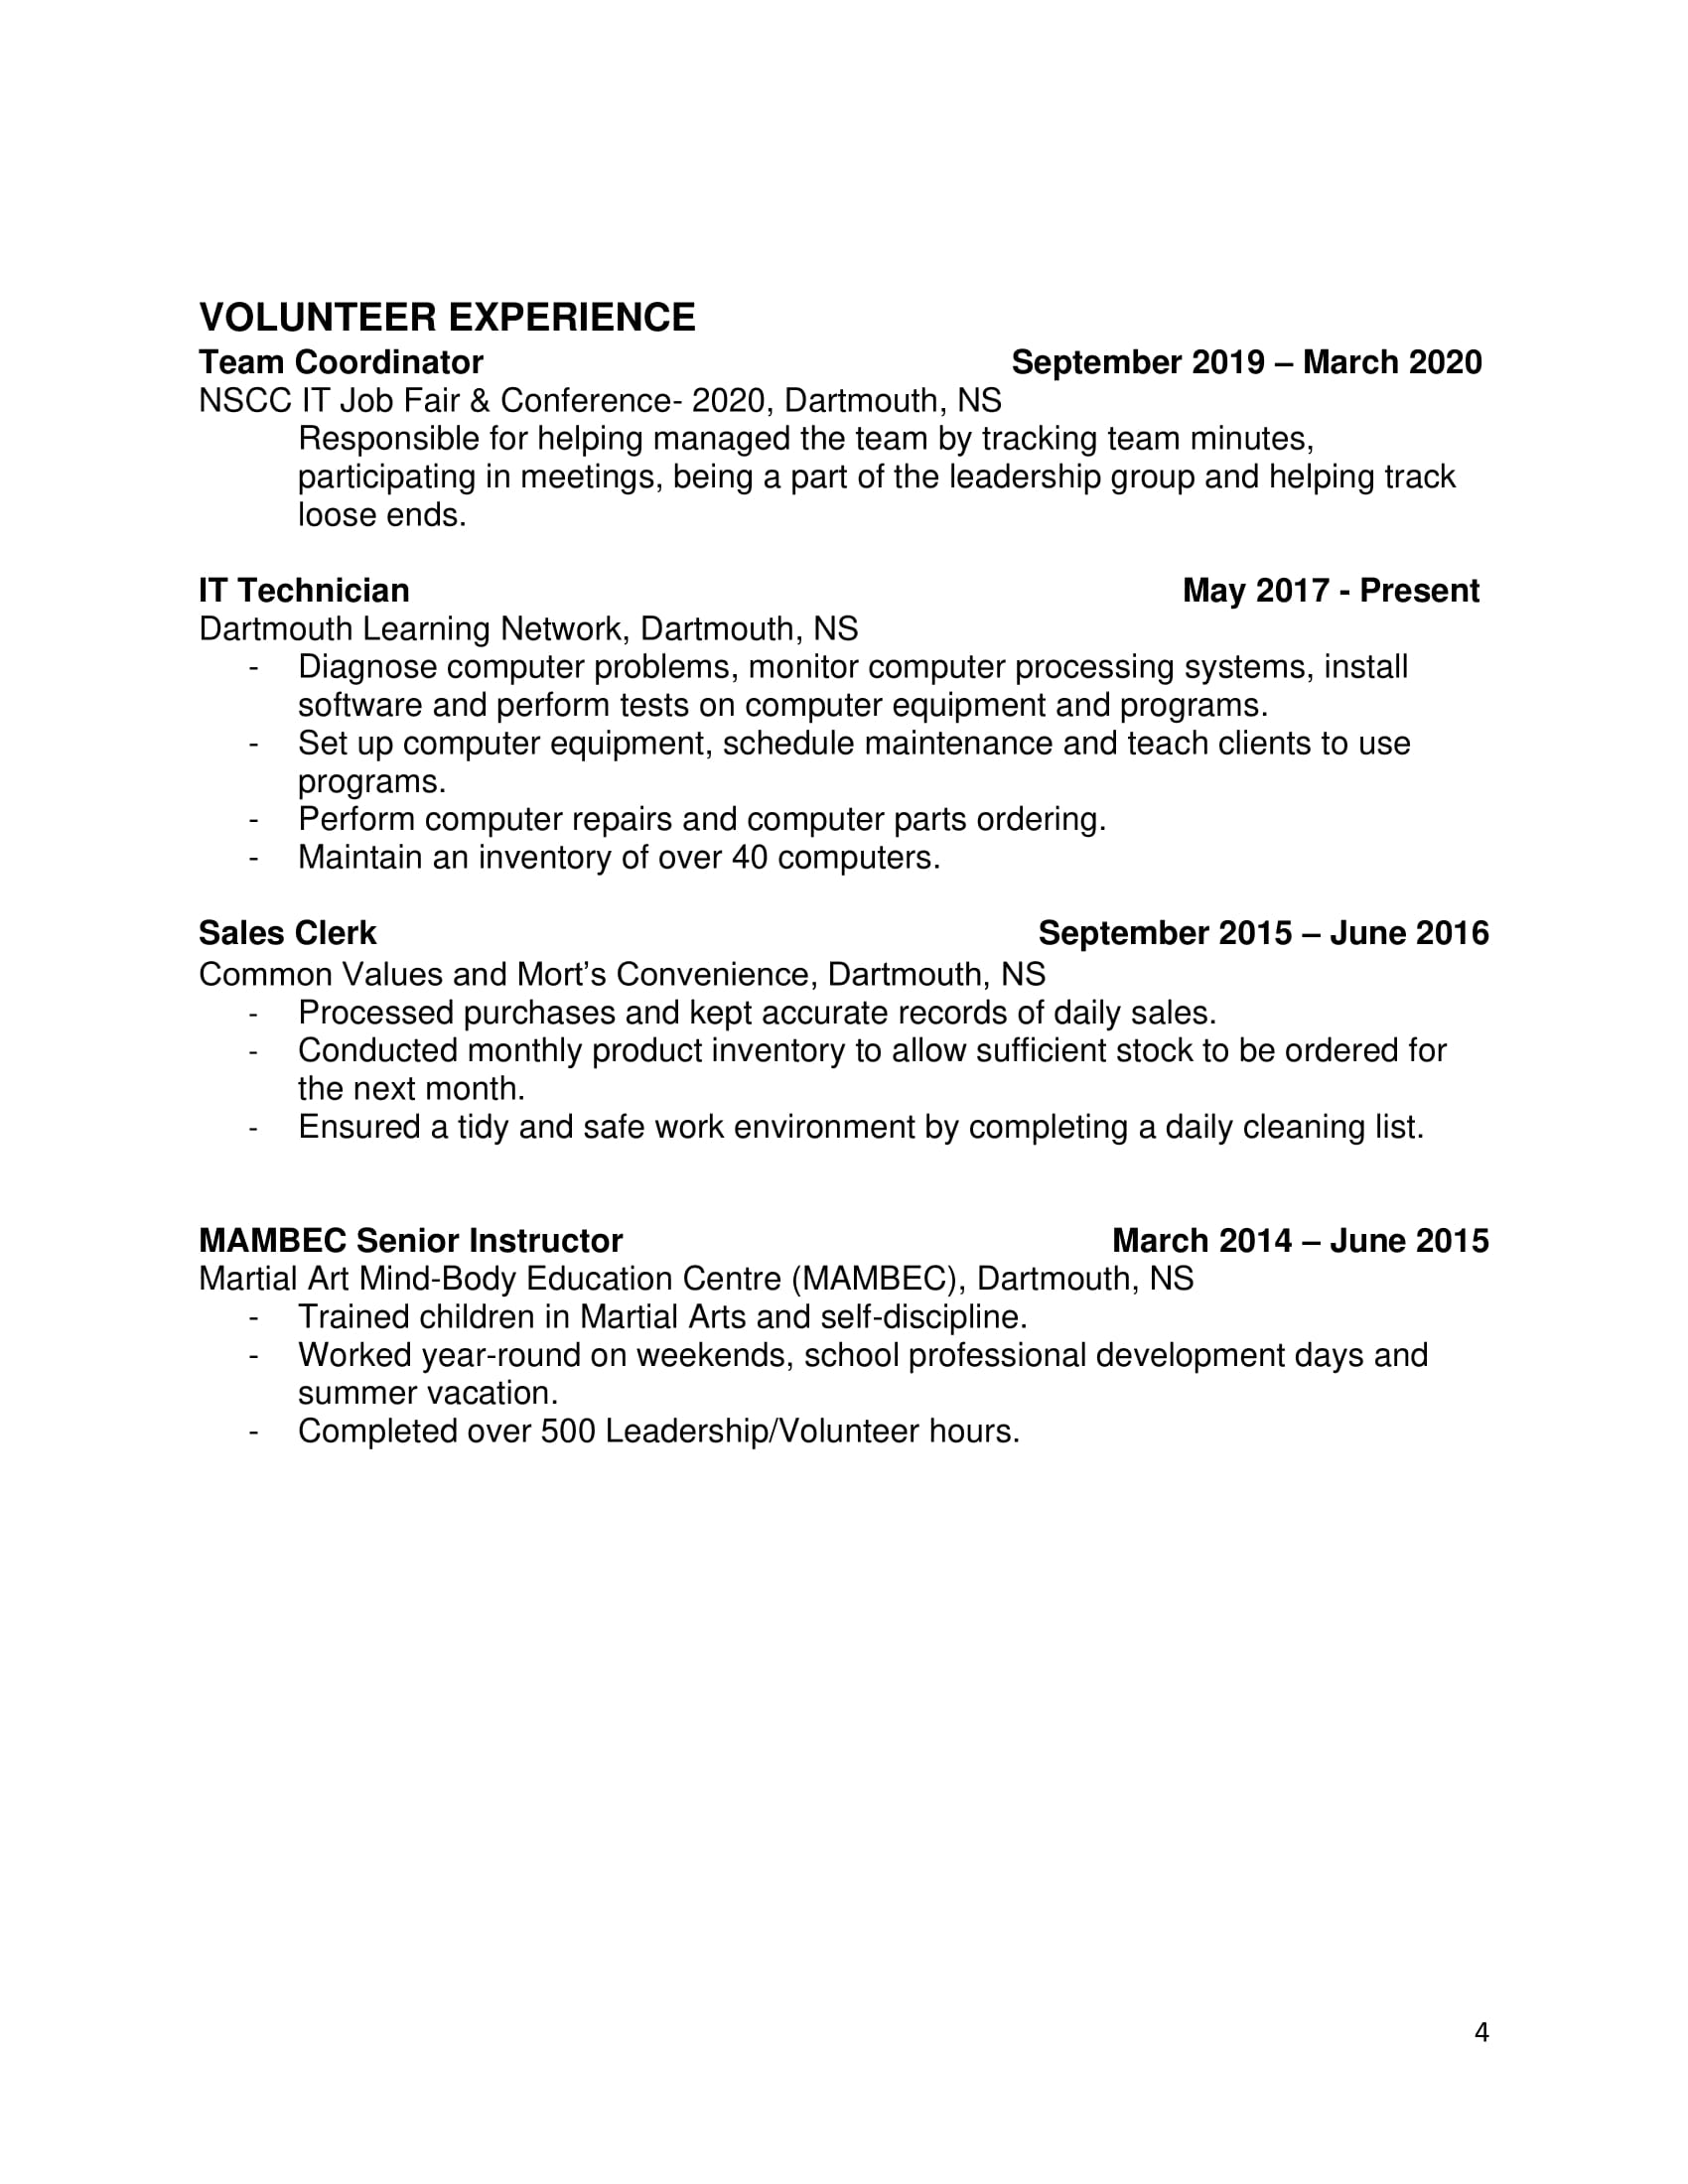 VOLUNTEER EXPERIENCE
Team Coordinator September 2019 – March 2020
NSCC IT Job Fair & Conference- 2020, Dartmouth, NS
Responsible for helping managed the team by tracking team minutes,
participating in meetings, being a part of the leadership group and helping track
loose ends.
IT Technician May 2017 - Present
Dartmouth Learning Network, Dartmouth, NS
- Diagnose computer problems, monitor computer processing systems, install
software and perform tests on computer equipment and programs.
- Set up computer equipment, schedule maintenance and teach clients to use
programs.
- Perform computer repairs and computer parts ordering.
- Maintain an inventory of over 40 computers.
Sales Clerk September 2015 – June 2016
Common Values and Mort’s Convenience, Dartmouth, NS
- Processed purchases and kept accurate records of daily sales.
- Conducted monthly product inventory to allow sufficient stock to be ordered for
the next month.
- Ensured a tidy and safe work environment by completing a daily cleaning list.
MAMBEC Senior Instructor March 2014 – June 2015
Martial Art Mind-Body Education Centre (MAMBEC), Dartmouth, NS
- Trained children in Martial Arts and self-discipline.
- Worked year-round on weekends, school professional development days and
summer vacation.
- Completed over 500 Leadership/Volunteer hours.
4